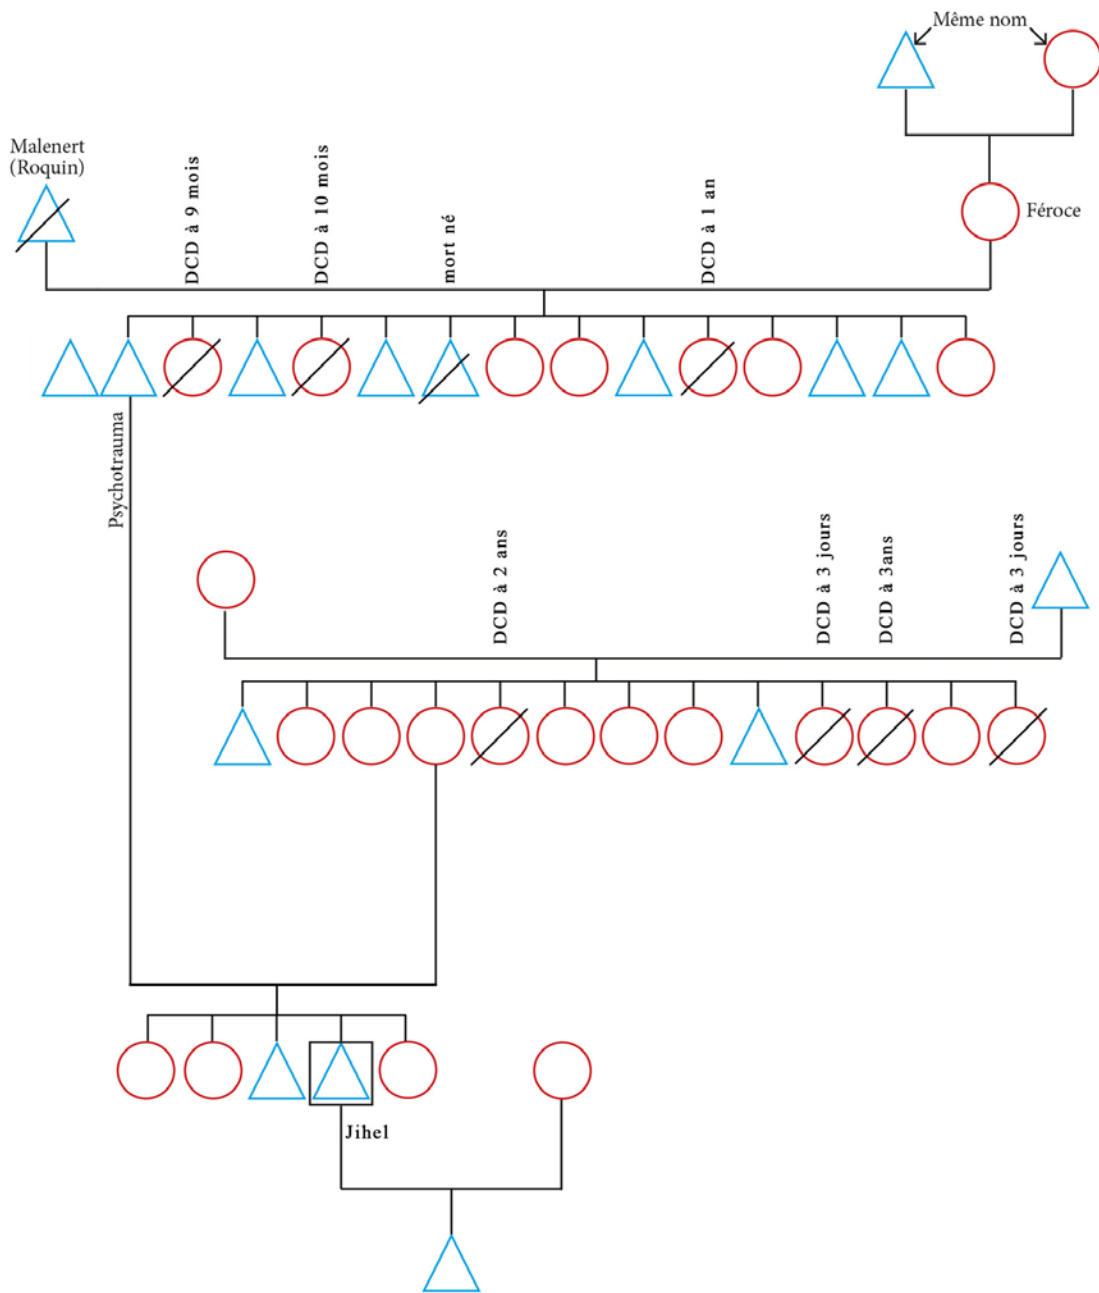 Même nom
Malenert
(Roquin)
Féroce
DCD à 9 mois
DCD à 10 mois
mort né
DCD à 1 an
Psychotrauma
DCD à 2 ans
DCD à 3 jours
DCD à 3ans
DCD à 3 jours
Jihel